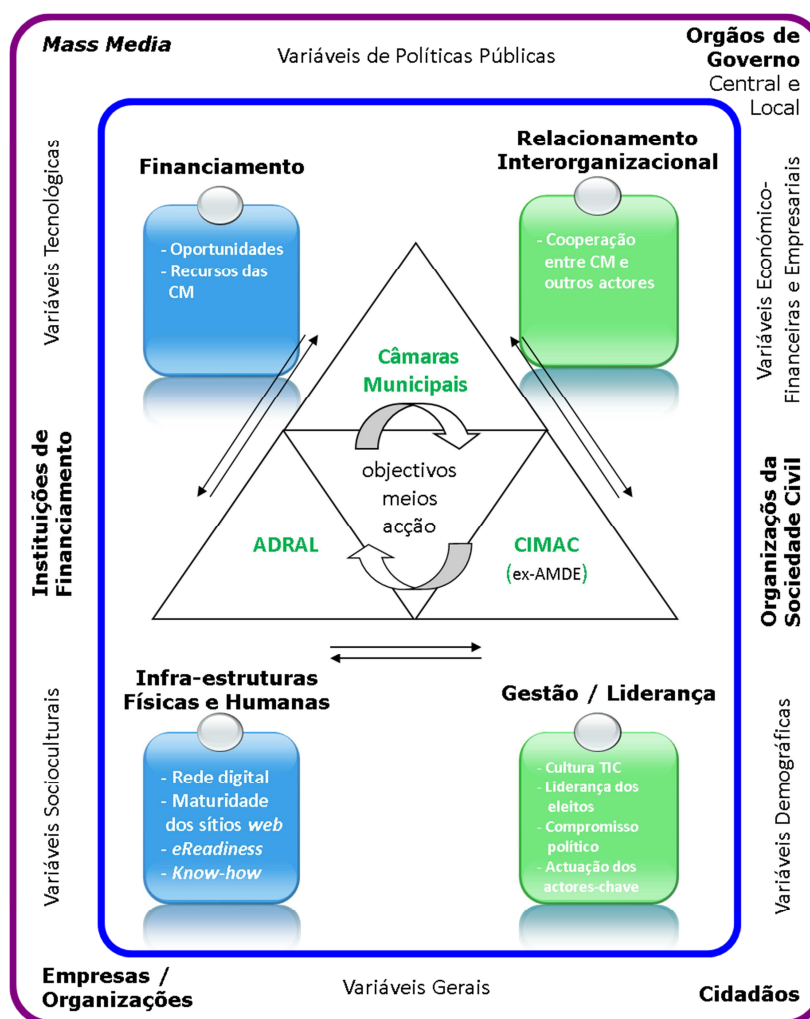 Mass Media
Variáveis de Políticas Públicas
Orgãos de
Governo
Central e
Local
Variáveis Tecnológicas
Financiamento
- Oportunidades
- Recursos das
CM
Relacionamento
Interorganizacional
- Cooperação
entre CM e
outros actores
Variáveis Económico-
Financeiras e Empresariais
Câmaras
Municipais
objectivos
meios
acção
ADRAL
CIMAC
(ex-AMDE)
Instituições de
Financiamento
Organizaçõs da
Sociedade Civil
Infra-estruturas
Físicas e Humanas
- Rede digital
- Maturidade
dos sítios web
- eReadiness
- Know-how
Gestão / Liderança
- Cultura TIC
- Liderança dos
eleitos
- Compromisso
político
- Actuação dos
actores-chave
Variáveis Socioculturais
Variáveis Demográficas
Empresas /
Organizações
Variáveis Gerais
Cidadãos